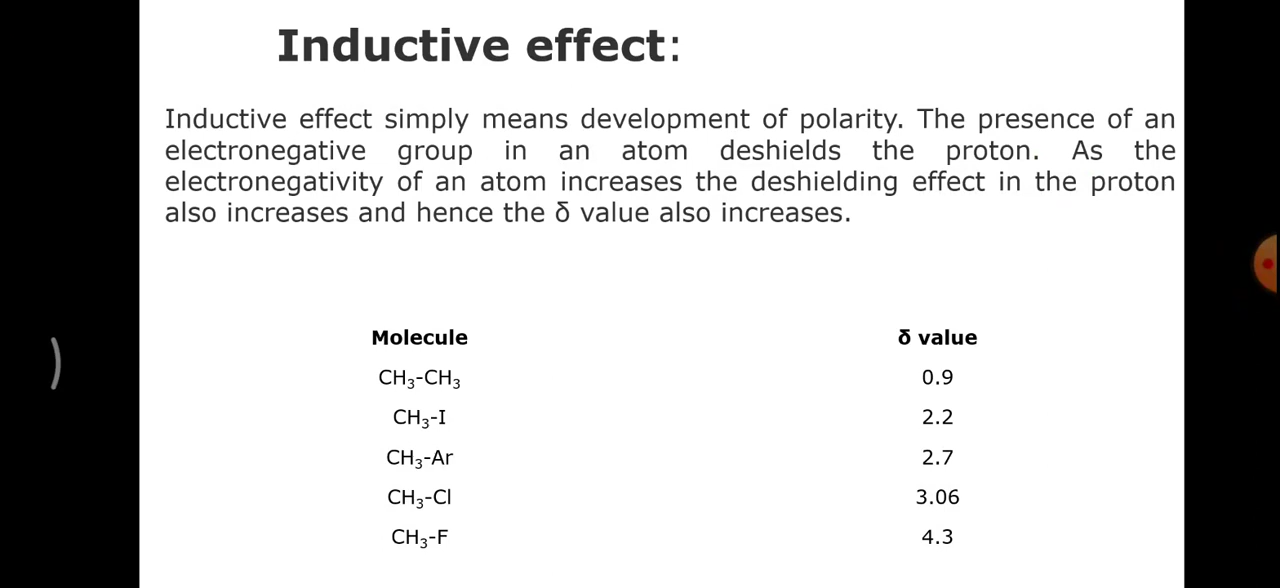 Inductive effect:
Inductive effect simply means development of polarity. The presence of an
electronegative group in an atom deshields the proton. As the
electronegativity of an atom increases the deshielding effect in the proton
also increases and hence the δ value also increases.
Molecule δ value
CH₃-CH₃ 0.9
CH₃-I 2.2
CH₃-Ar 2.7
CH₃-Cl 3.06
CH₃-F 4.3